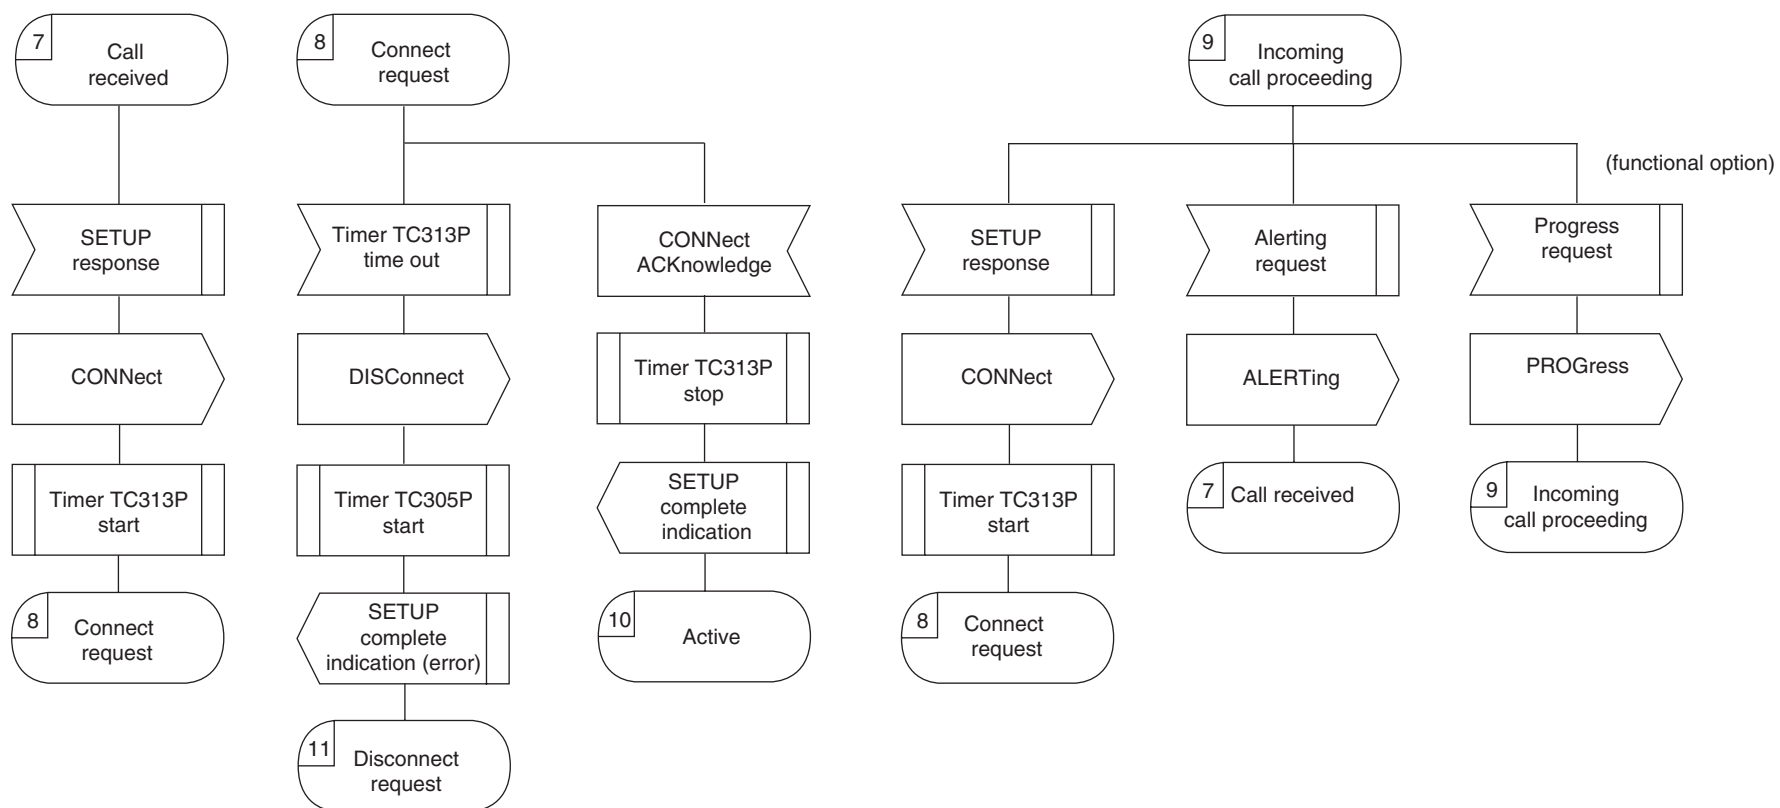 7
Call
received
SETUP
response
CONNect
Timer TC313P
start
8
Connect
request
8
Connect
request
Timer TC313P
time out
DISConnect
Timer TC305P
start
SETUP
complete
indication (error)
11
Disconnect
request
CONNect
ACKnowledge
Timer TC313P
stop
SETUP
complete
indication
10
Active
9
Incoming
call proceeding
SETUP
response
CONNect
Timer TC313P
start
8
Connect
request
Alerting
request
ALERTing
7
Call received
(functional option)
Progress
request
PROGress
9
Incoming
call proceeding